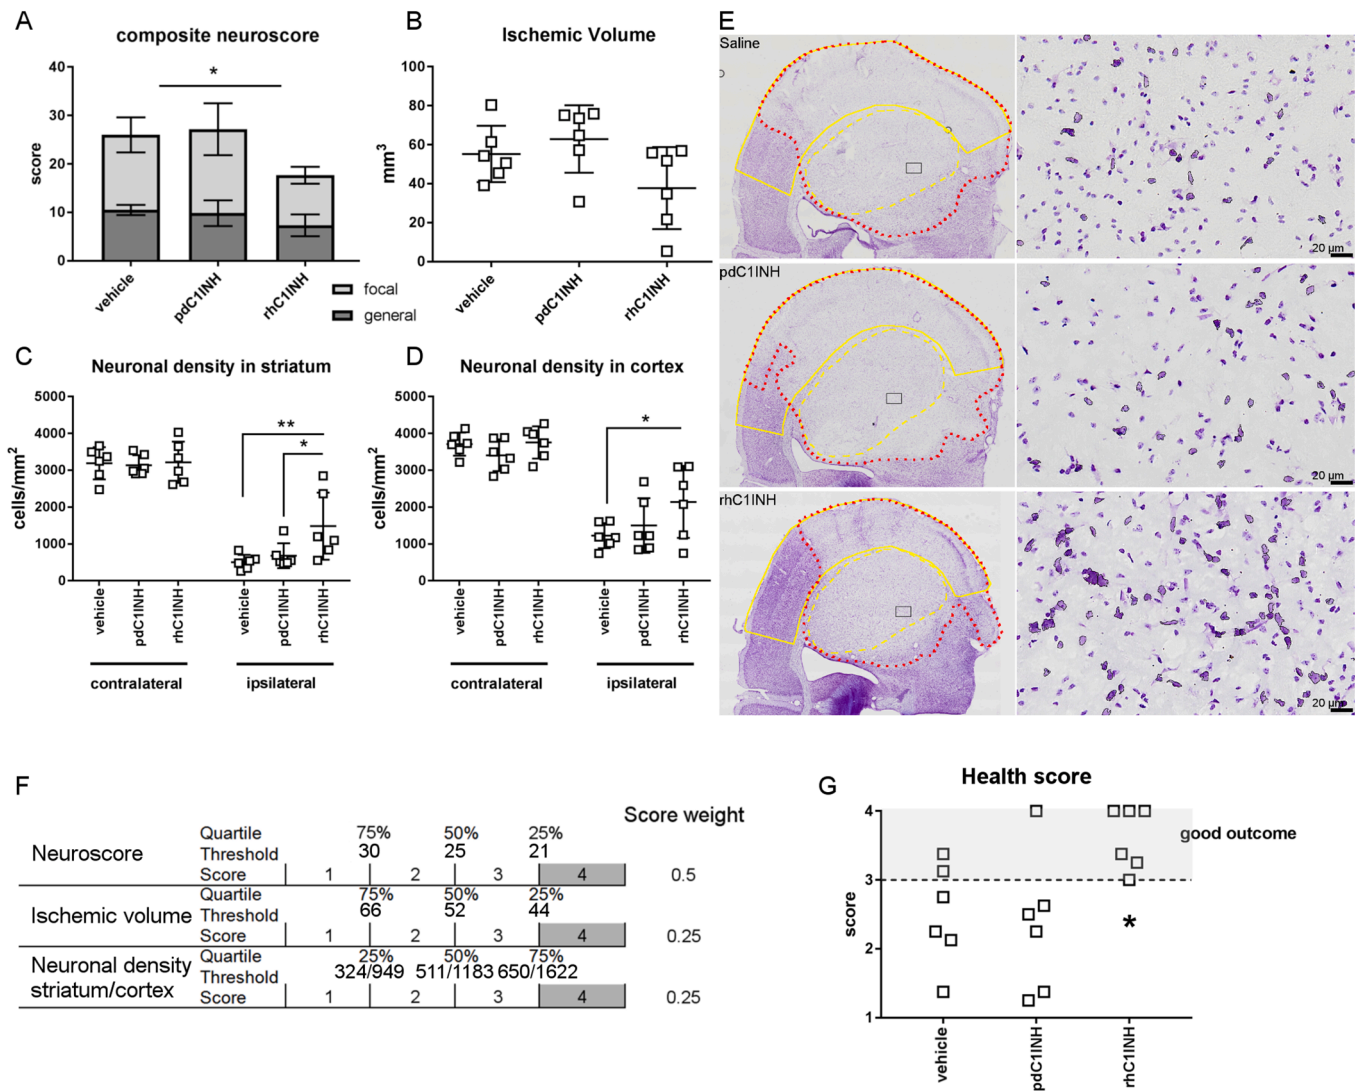 A
composite neuroscore
*
score
40
30
20
10
0
vehicle
pdC1INH
rhC1INH
focal
general
B
Ischemic Volume
mm3
100
80
60
40
20
0
vehicle
pdC1INH
rhC1INH
C
Neuronal density in striatum
cells/mm2
5000
4000
3000
2000
1000
0
**
*
vehicle
pdC1INH
rhC1INH
vehicle
pdC1INH
rhC1INH
contralateral
ipsilateral
D
Neuronal density in cortex
cells/mm2
5000
4000
3000
2000
1000
0
*
vehicle
pdC1INH
rhC1INH
vehicle
pdC1INH
rhC1INH
contralateral
ipsilateral
E
Saline
20 µm
pdC1INH
20 µm
rhC1INH
20 µm
F
Score weight
Neuroscore
Quartile 75% 50% 25%
Threshold 30 25 21
Score 1 2 3 4 0.5
Ischemic volume
Quartile 75% 50% 25%
Threshold 66 52 44
Score 1 2 3 4 0.25
Neuronal density
striatum/cortex
Quartile 25% 50% 75%
Threshold 324/949 511/1183 650/1622
Score 1 2 3 4 0.25
G
Health score
score
4
3
2
1
good outcome
*
vehicle
pdC1INH
rhC1INH